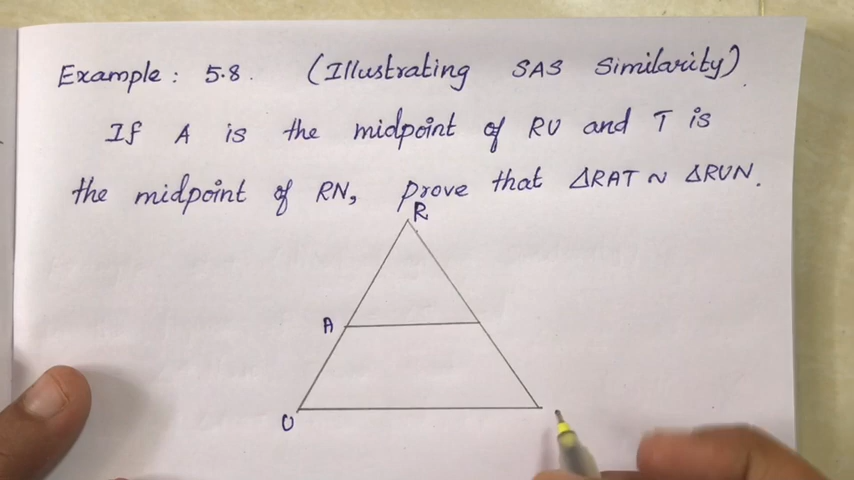 Example: 5.8. (Illustrating SAS Similarity)
If A is the midpoint of RU and T is
the midpoint of RN, prove that ΔRAT ~ ΔRUN.
R
A
U